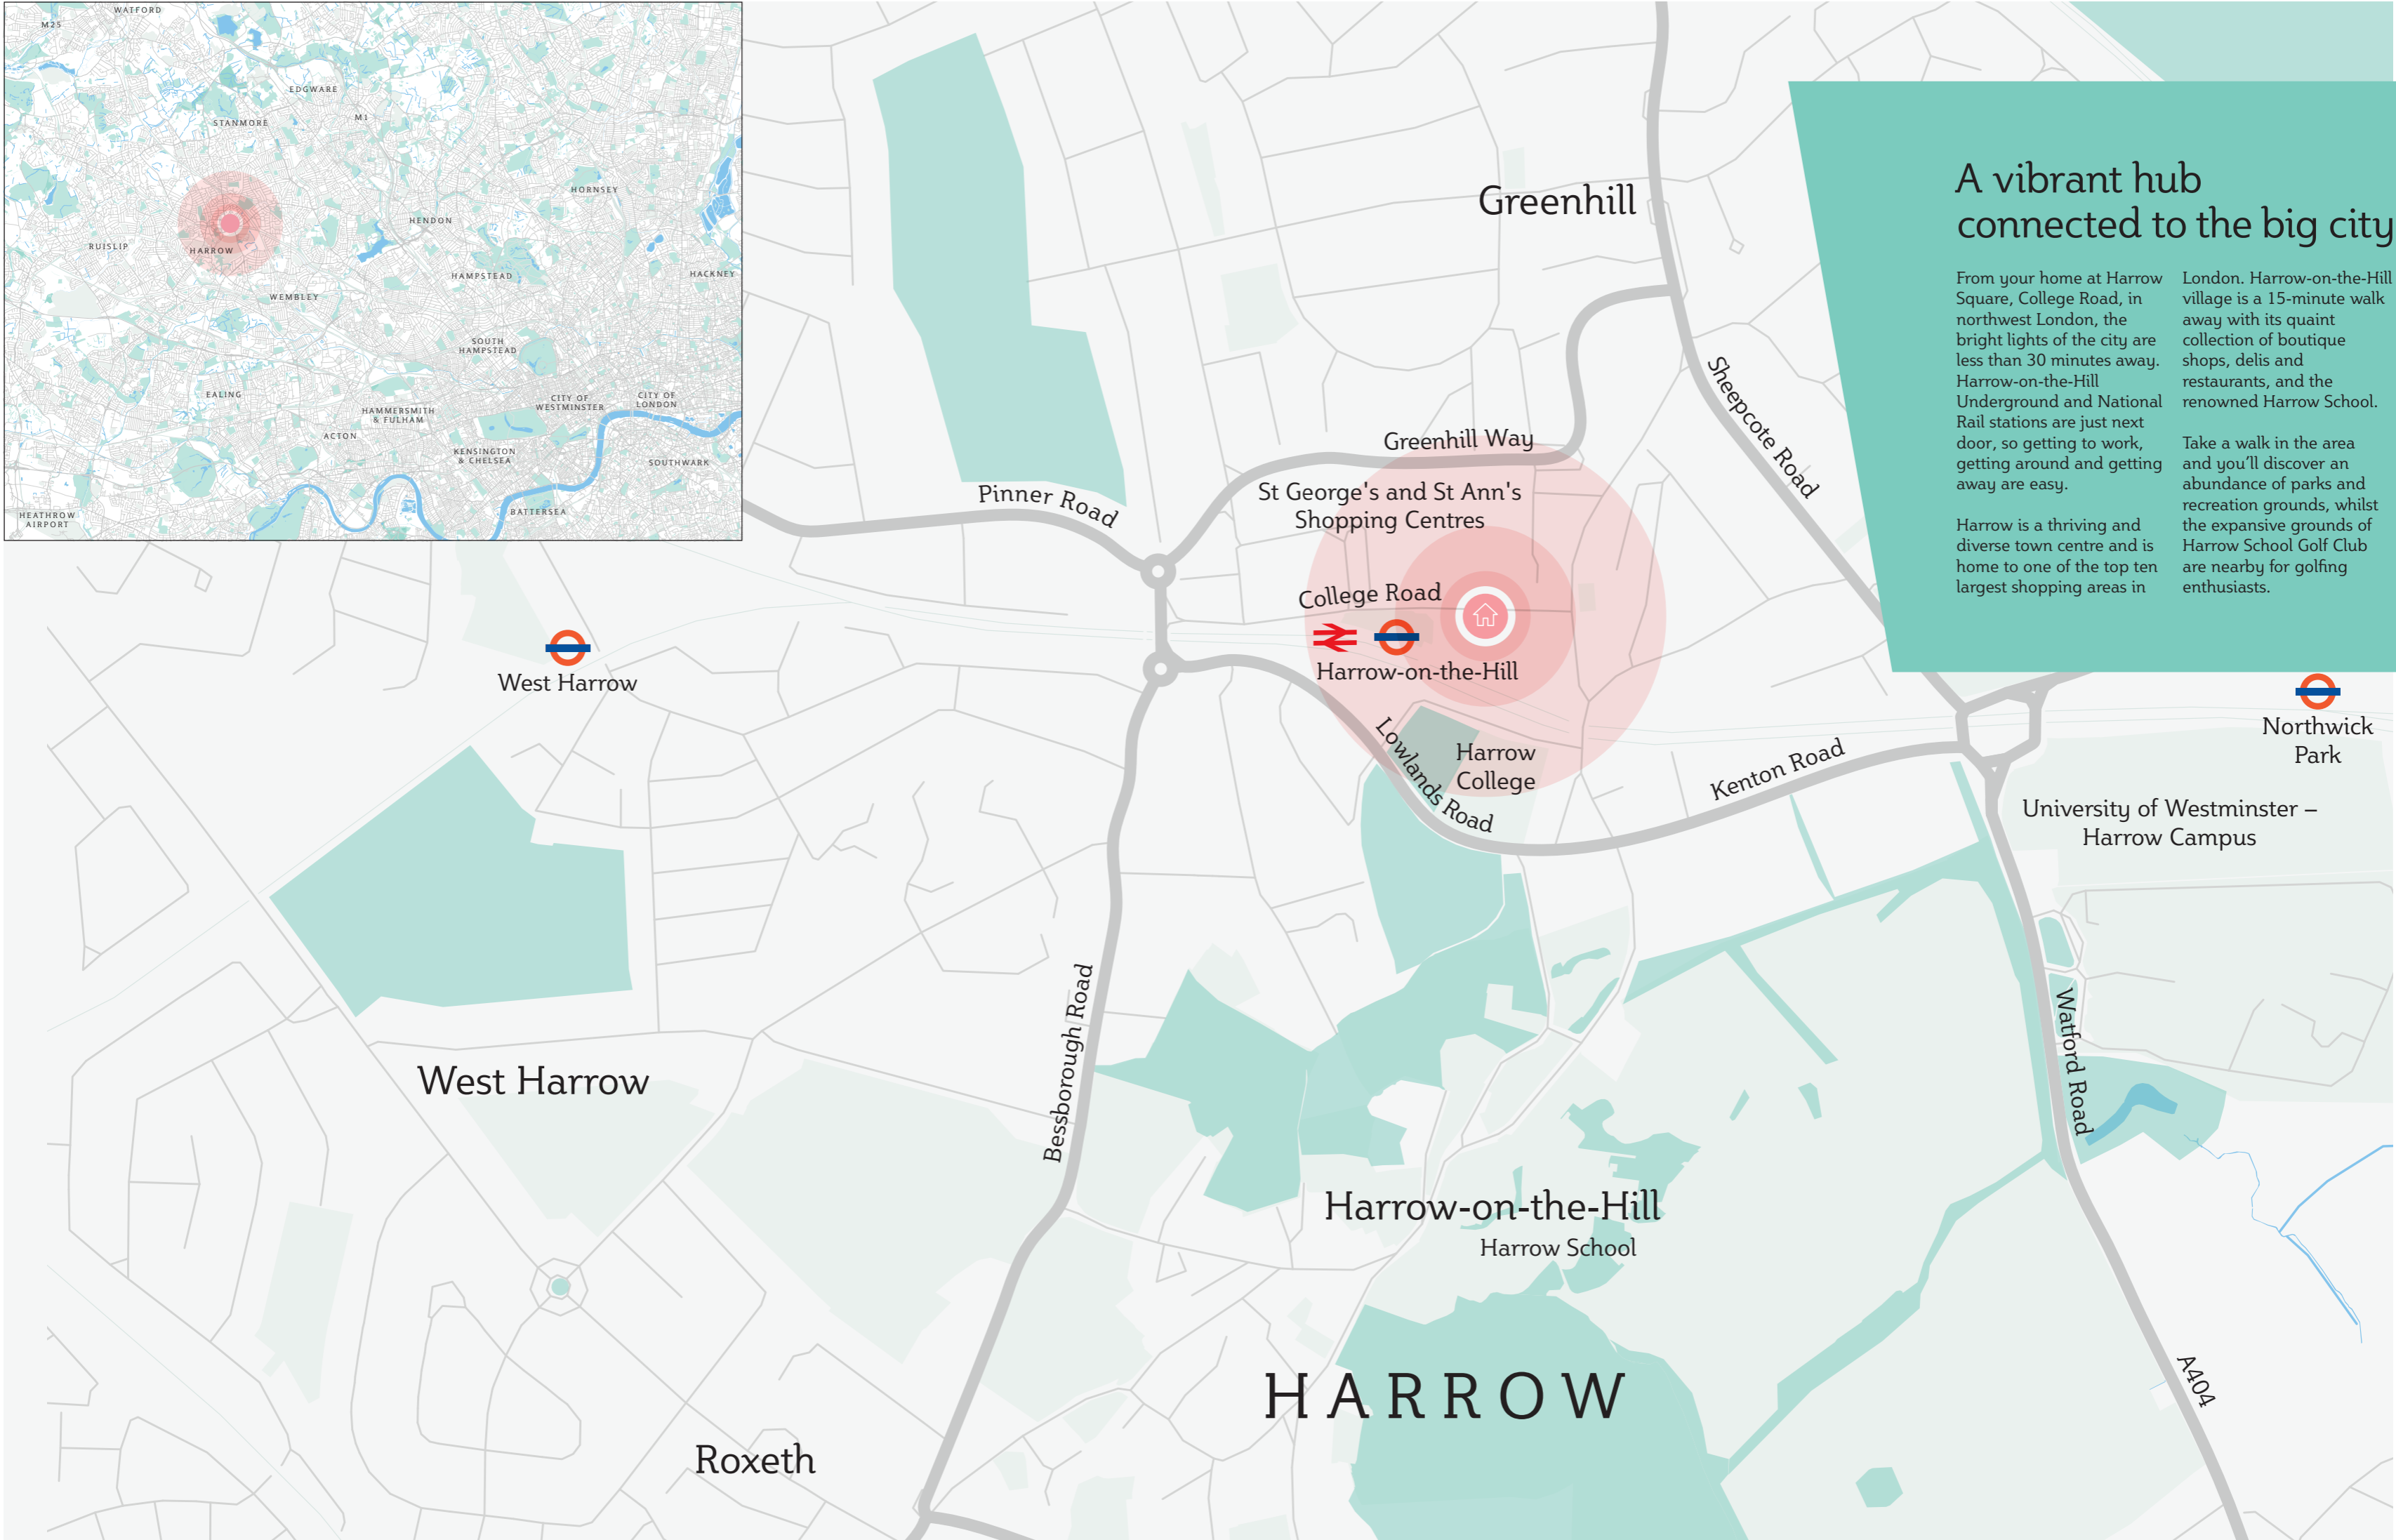 WATFORD
M25
EDGWARE
M1
STANMORE
HORNSEY
HENDON
RUISLIP
HARROW
HAMPSTEAD
HACKNEY
WEMBLEY
SOUTH
HAMPSTEAD
EALING
CITY OF
WESTMINSTER
CITY OF
LONDON
HAMMERSMITH
& FULHAM
ACTON
KENSINGTON
& CHELSEA
SOUTHWARK
HEATHROW
AIRPORT
BATTERSEA
Greenhill
A vibrant hub
connected to the big city
From your home at Harrow
Square, College Road, in
northwest London, the
bright lights of the city are
less than 30 minutes away.
Harrow-on-the-Hill
Underground and National
Rail stations are just next
door, so getting to work,
getting around and getting
away are easy.
Harrow is a thriving and
diverse town centre and is
home to one of the top ten
largest shopping areas in
London. Harrow-on-the-Hill
village is a 15-minute walk
away with its quaint
collection of boutique
shops, delis and
restaurants, and the
renowned Harrow School.
Take a walk in the area
and you'll discover an
abundance of parks and
recreation grounds, whilst
the expansive grounds of
Harrow School Golf Club
are nearby for golfing
enthusiasts.
Sheepcote Road
Greenhill Way
Pinner Road
St George's and St Ann's
Shopping Centres
College Road
Harrow-on-the-Hill
West Harrow
Northwick
Park
Lowlands Road
Harrow
College
Kenton Road
University of Westminster –
Harrow Campus
Bessborough Road
Watford Road
West Harrow
Harrow-on-the-Hill
Harrow School
HARROW
A404
Roxeth